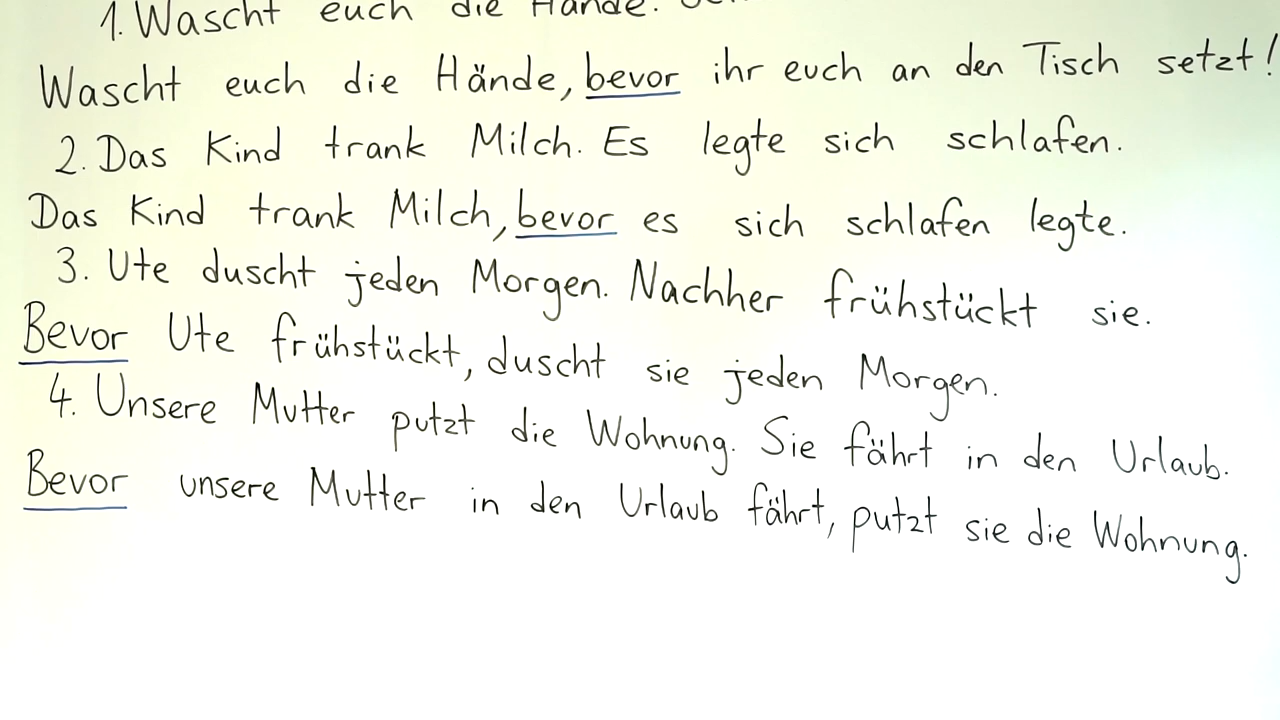 1. Wascht euch die Hände.
Wascht euch die Hände, bevor ihr euch an den Tisch setzt!
2. Das Kind trank Milch. Es legte sich schlafen.
Das Kind trank Milch, bevor es sich schlafen legte.
3. Ute duscht jeden Morgen. Nachher frühstückt sie.
Bevor Ute frühstückt, duscht sie jeden Morgen.
4. Unsere Mutter putzt die Wohnung. Sie fährt in den Urlaub.
Bevor unsere Mutter in den Urlaub fährt, putzt sie die Wohnung.